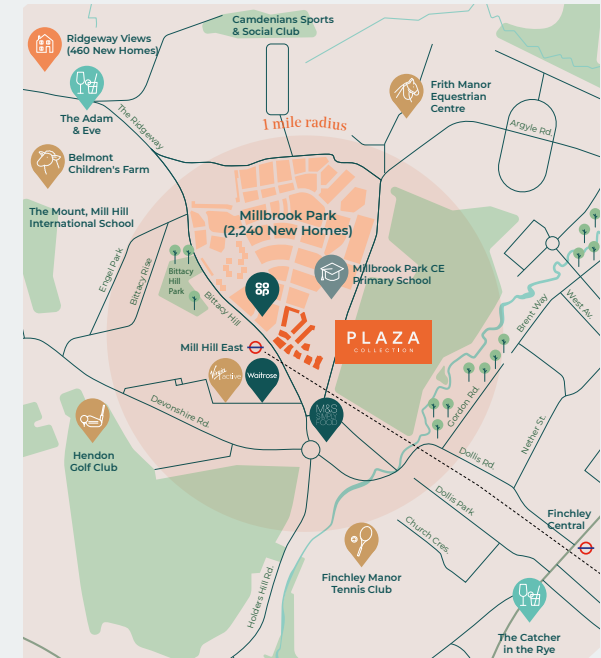 Camdenians Sports
& Social Club
Ridgeway Views
(460 New Homes)
The Adam
& Eve
The Ridgeway
Frith Manor
Equestrian
Centre
1 mile radius
Argyle Rd.
Belmont
Children's Farm
The Mount, Mill Hill
International School
Millbrook Park
(2,240 New Homes)
Engel Park
Bittacy Rise
Bittacy
Hill
Park
Bittacy Hill
coop
Millbrook Park CE
Primary School
PLAZA
COLLECTION
Brent Way
West Av.
Mill Hill East
Virgin
active
Waitrose
M&S
SIMPLY
FOOD
Devonshire Rd.
Gordon Rd.
Nether St.
Dollis Rd.
Hendon
Golf Club
Dollis Park
Church Cres.
Finchley
Central
Holders Hill Rd.
Finchley Manor
Tennis Club
The Catcher
in the Rye